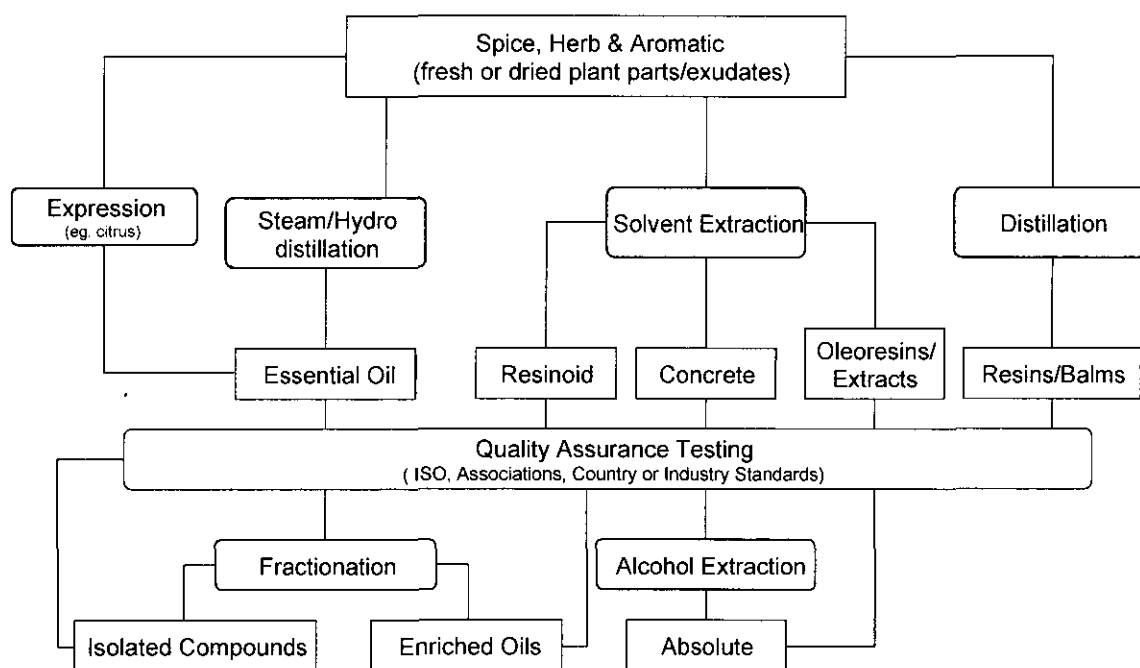 Spice, Herb & Aromatic
(fresh or dried plant parts/exudates)
Expression
(eg. citrus)
Steam/Hydro
distillation
Solvent Extraction
Distillation
Essential Oil
Resinoid
Concrete
Oleoresins/
Extracts
Resins/Balms
Quality Assurance Testing
( ISO, Associations, Country or Industry Standards)
Fractionation
Alcohol Extraction
Isolated Compounds
Enriched Oils
Absolute